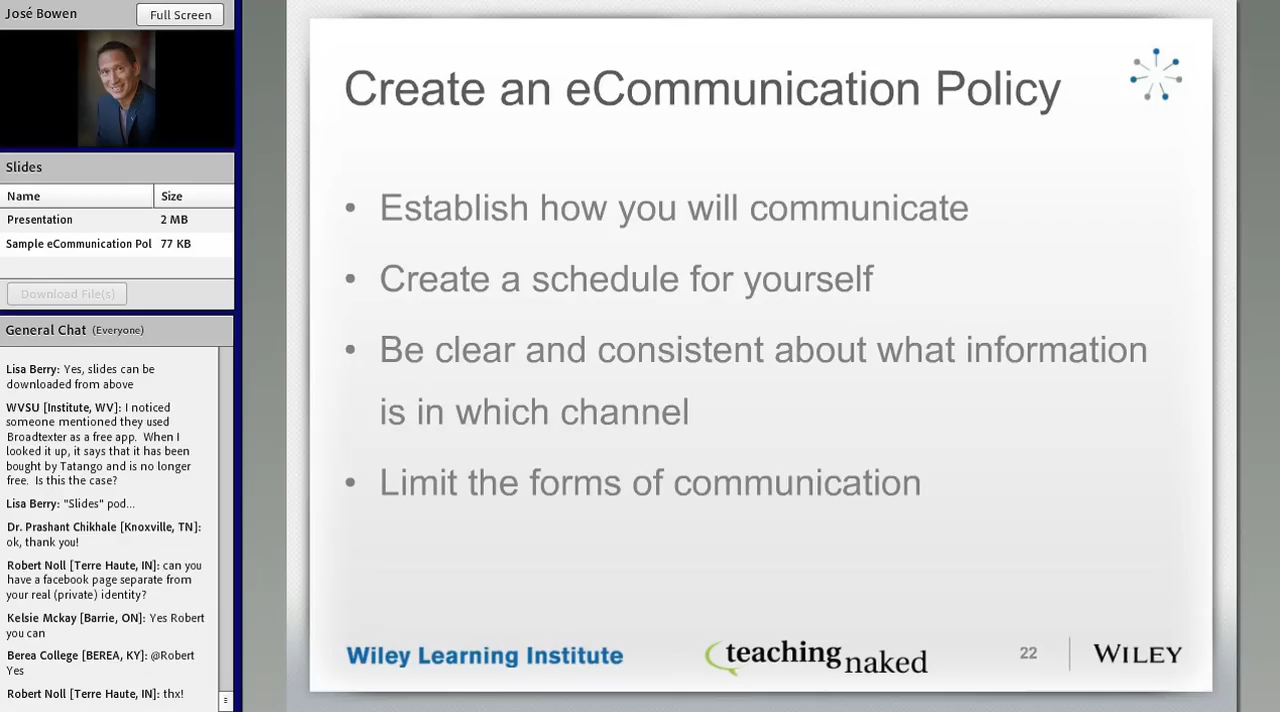 José Bowen
Full Screen
Slides
Name Size
Presentation 2 MB
Sample eCommunication Pol 77 KB
Download File(s)
General Chat (Everyone)
Lisa Berry: Yes, slides can be
downloaded from above
WVSU [Institute, WV]: I noticed
someone mentioned they used
Broadtexter as a free app. When I
looked it up, it says that it has been
bought by Tatango and is no longer
free. Is this the case?
Lisa Berry: "Slides" pod...
Dr. Prashant Chikhale [Knoxville, TN]:
ok, thank you!
Robert Noll [Terre Haute, IN]: can you
have a facebook page separate from
your real (private) identity?
Kelsie Mckay [Barrie, ON]: Yes Robert
you can
Berea College [BEREA, KY]: @Robert
Yes
Robert Noll [Terre Haute, IN]: thx!
Create an eCommunication Policy
• Establish how you will communicate
• Create a schedule for yourself
• Be clear and consistent about what information
is in which channel
• Limit the forms of communication
Wiley Learning Institute
teaching naked
22
WILEY